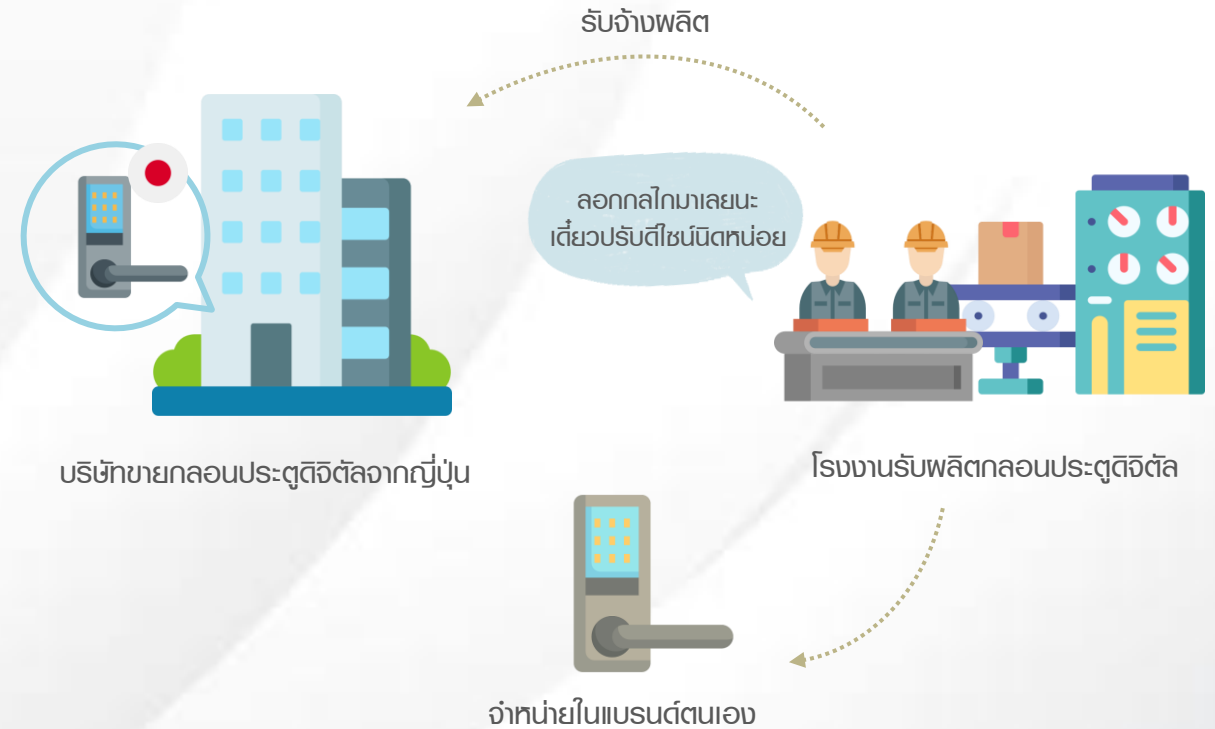 รับจ้างผลิต
ลอกกลไกมาเลยนะ
เดี๋ยวปรับดีไซน์นิดหน่อย
บริษัทขายกลอนประตูดิจิตัลจากญี่ปุ่น
โรงงานรับผลิตกลอนประตูดิจิตัล
จำหน่ายในแบรนด์ตนเอง